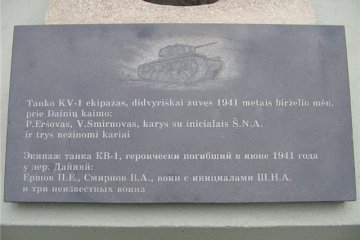 Tanko KV-1 ekipažas, didvyriškai žuvęs 1941 metais birželio mėn.
prie Dainių kaimo:
P.Eršovas, V.Smirnovas, karys su inicialais Š.N.A.
ir trys nežinomi kariai
Экипаж танка КВ-1, героически погибший в июне 1941 года
у дер. Дайняй:
Ершов П.Е., Смирнов В.А., воин с инициалами Ш.Н.А.
и три неизвестных воина